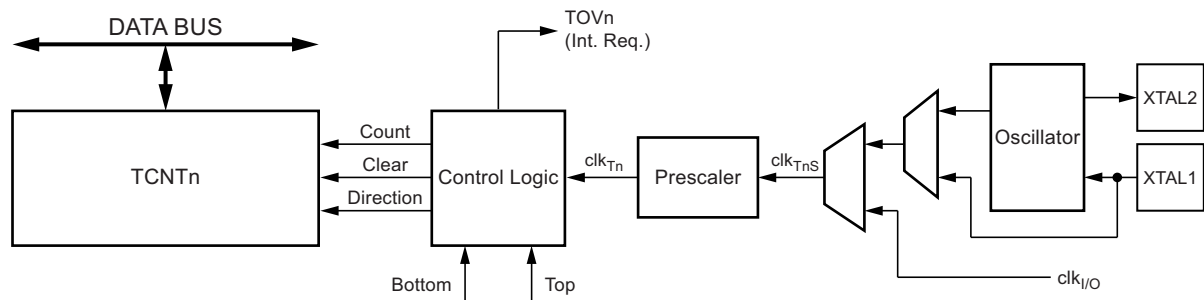 DATA BUS
TOVn
(Int. Req.)
TCNTn
Count
Clear
Direction
Control Logic
Bottom
Top
clkTn
Prescaler
clkTnS
Oscillator
XTAL2
XTAL1
clkI/O